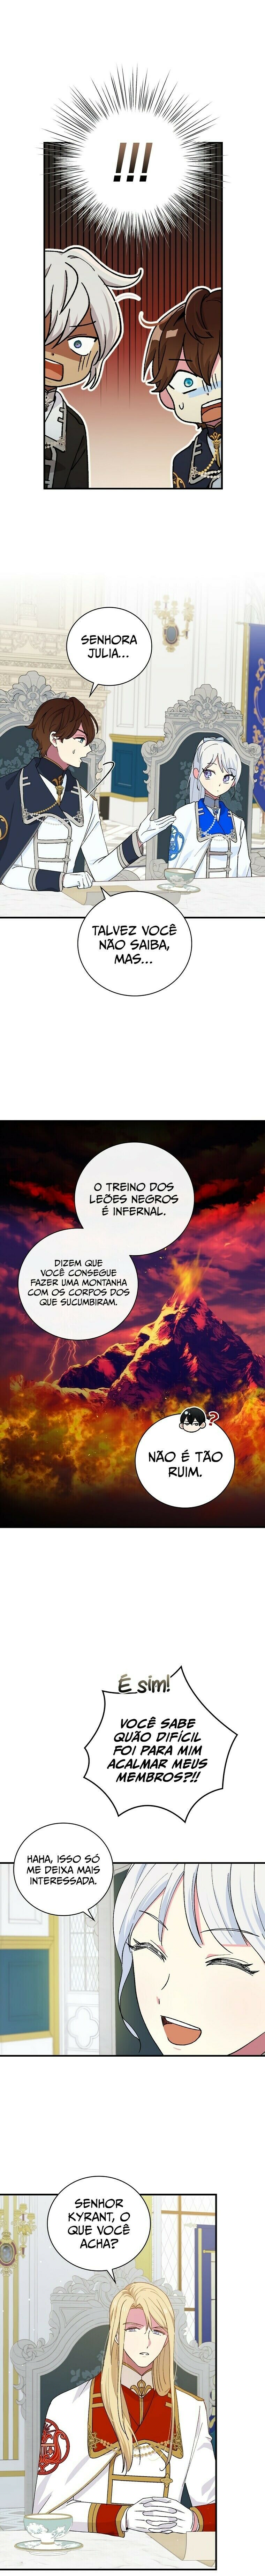 !!!
SENHORA
JULIA...
?
TALVEZ VOCÊ
NÃO SAIBA,
MAS...
O TREINO DOS
LEÕES NEGROS
É INFERNAL.
DIZEM QUE
VOCÊ CONSEGUE
FAZER UMA MONTANHA
COM OS CORPOS DOS
QUE SUCUMBIRAM.
?
NÃO É TÃO
RUIM.
É sim!
VOCÊ SABE
QUÃO DIFÍCIL
FOI PARA MIM
ACALMAR MEUS
MEMBROS?!!
HAHA, ISSO SÓ
ME DEIXA MAIS
INTERESSADA.
SENHOR
KYRANT, O
QUE VOCÊ
ACHA?